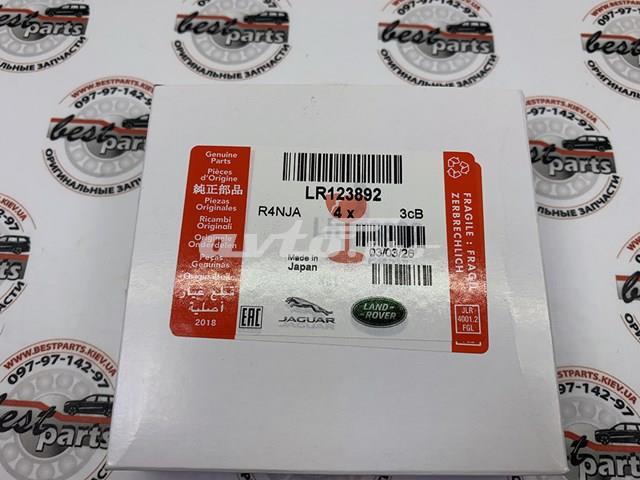 best
parts
ОРИГИНАЛЬНЫЕ ЗАПЧАСТИ
WWW.BESTPARTS.KIEV.UA
097-97-142-97
Genuine
Parts
Pièces
d'Origine
純正部品
Piezas
Originales
Ricambi
Originali
Originele
Onderdelen
Peças
Genuínas
Originalteile
قطع غيار
أصلية
2018
LR123892
R4NJA 4 x 3cB
Made in
Japan
03/03/26
EAC
JAGUAR
LAND-
ROVER
FRAGILE : FRAGIL
ZERBRECHLICH
JLR
4001.2
FGL